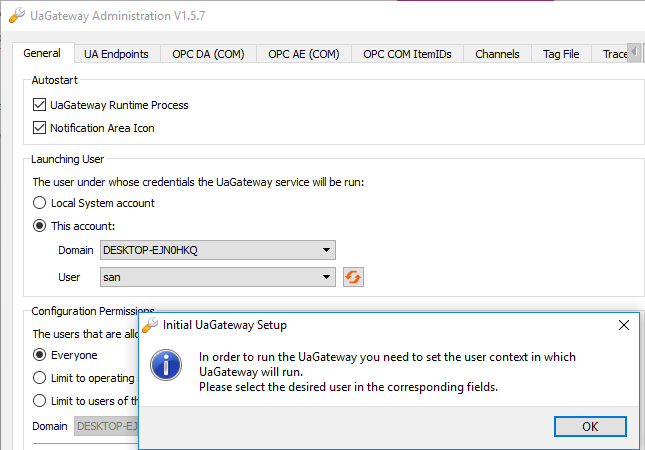 UaGateway Administration V1.5.7
General UA Endpoints OPC DA (COM) OPC AE (COM) OPC COM ItemIDs Channels Tag File Trace
Autostart
UaGateway Runtime Process
Notification Area Icon
Launching User
The user under whose credentials the UaGateway service will be run:
Local System account
This account:
Domain DESKTOP-EJN0HKQ
User san
Configuration Permissions
The users that are allo
Everyone
Limit to operating
Limit to users of th
Domain DESKTOP-EJ
Initial UaGateway Setup
In order to run the UaGateway you need to set the user context in which
UaGateway will run.
Please select the desired user in the corresponding fields.
OK